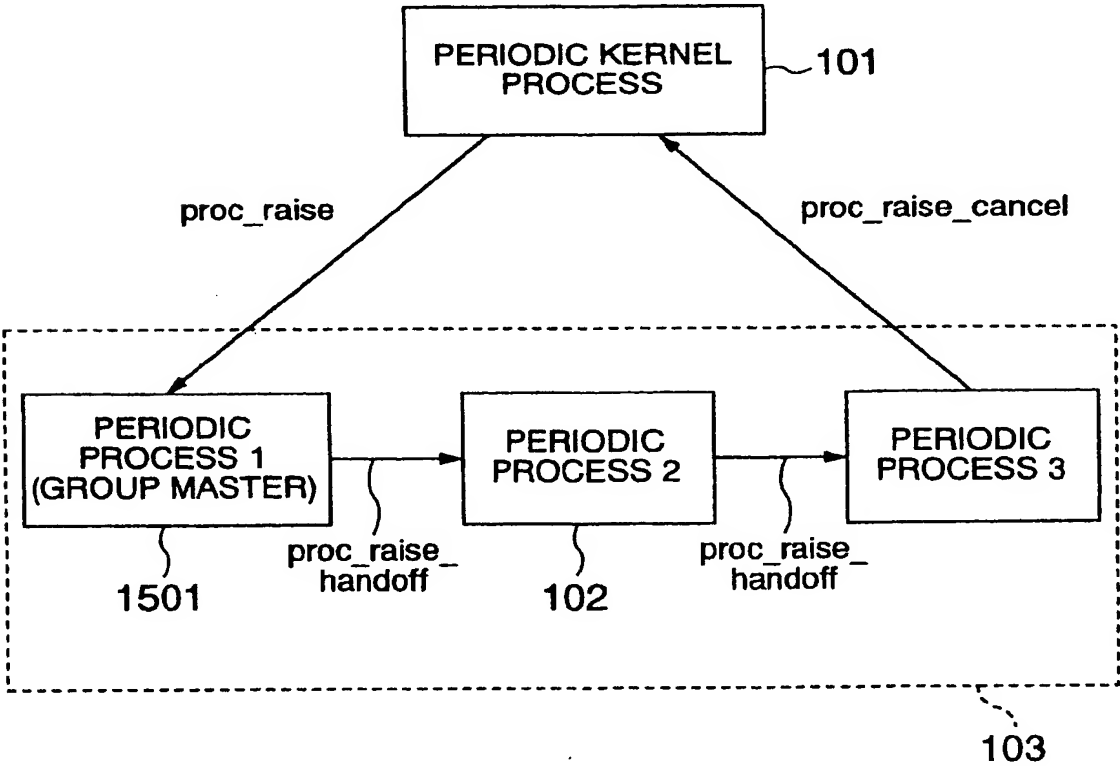 PERIODIC KERNEL
PROCESS
101
proc_raise
proc_raise_cancel
PERIODIC
PROCESS 1
(GROUP MASTER)
PERIODIC
PROCESS 2
PERIODIC
PROCESS 3
proc_raise_
handoff
proc_raise_
handoff
1501
102
103